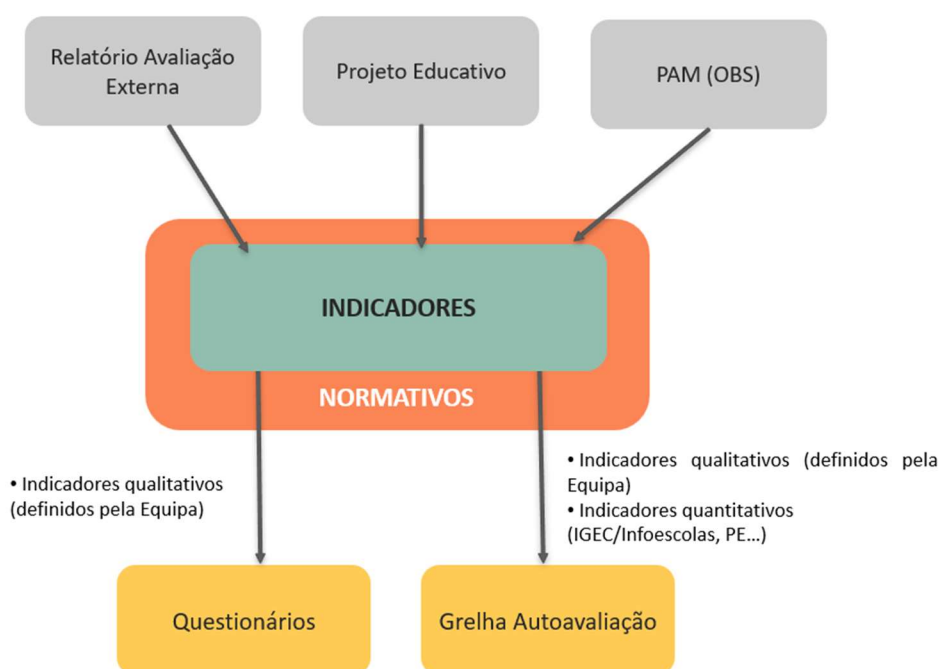 Relatório Avaliação
Externa
Projeto Educativo
PAM (OBS)
INDICADORES
NORMATIVOS
• Indicadores qualitativos
(definidos pela Equipa)
• Indicadores qualitativos (definidos pela
Equipa)
• Indicadores quantitativos
(IGEC/Infoescolas, PE...)
Questionários
Grelha Autoavaliação